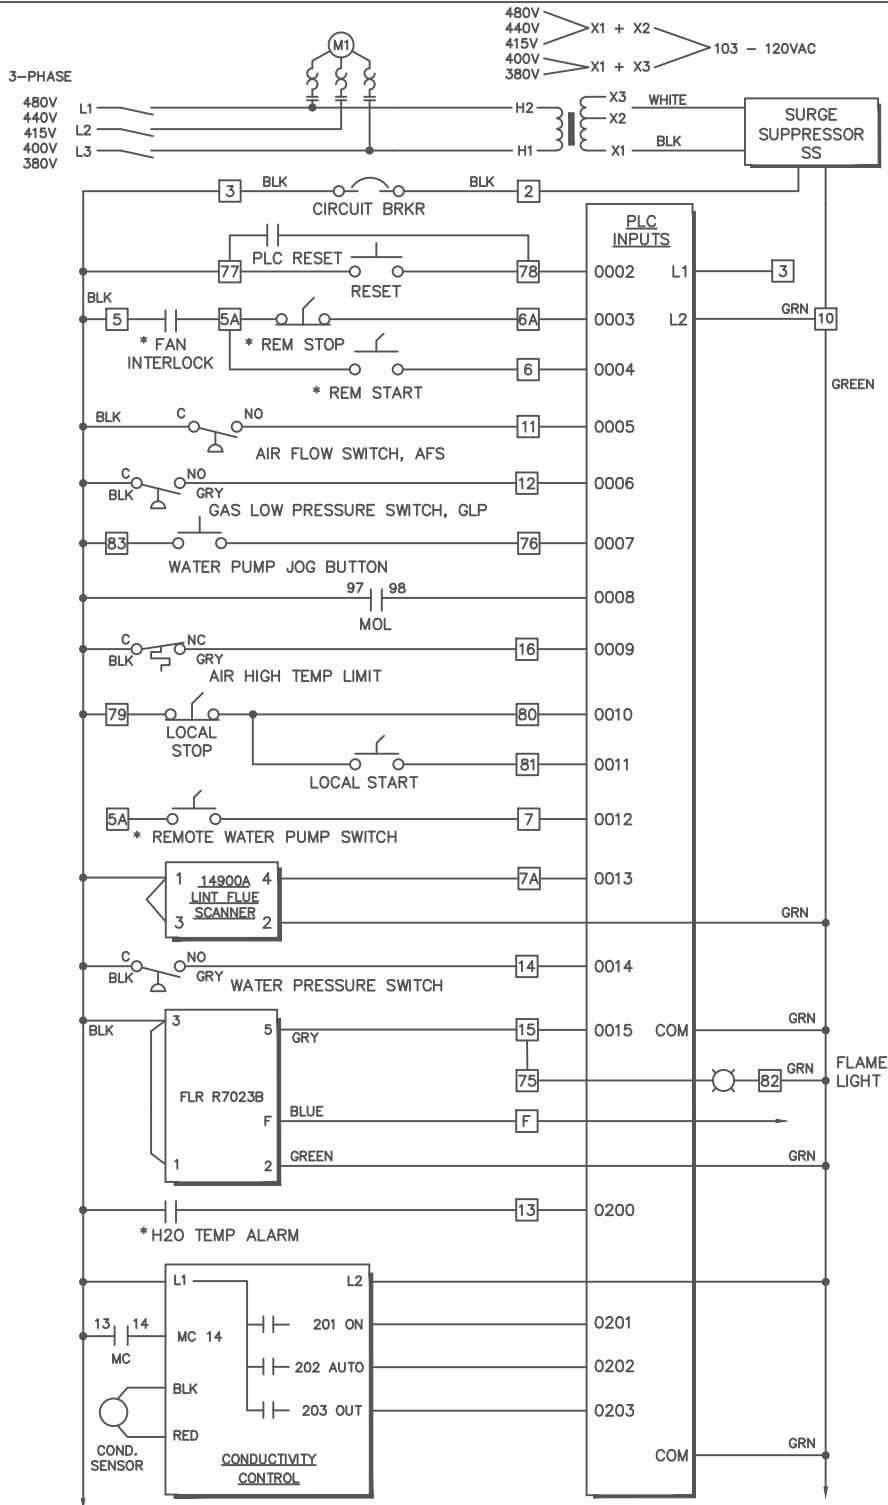 480V
440V
415V
400V
380V
X1 + X2
X1 + X3
103 – 120VAC
M1
3-PHASE
480V
440V
415V
400V
380V
L1
L2
L3
H2
H1
X3
X2
X1
WHITE
BLK
SURGE
SUPPRESSOR
SS
3
BLK
BLK
2
CIRCUIT BRKR
PLC
INPUTS
PLC RESET
77
78
RESET
0002
L1
3
BLK
5
5A
6A
0003
L2
GRN
10
* FAN
INTERLOCK
* REM STOP
6
0004
* REM START
GREEN
BLK
C
NO
11
0005
AIR FLOW SWITCH, AFS
C
NO
BLK
GRY
12
0006
GAS LOW PRESSURE SWITCH, GLP
83
76
0007
WATER PUMP JOG BUTTON
97
98
0008
MOL
C
NC
BLK
GRY
16
0009
AIR HIGH TEMP LIMIT
79
80
0010
LOCAL
STOP
81
0011
LOCAL START
5A
7
0012
* REMOTE WATER PUMP SWITCH
1
14900A
4
LINT FLUE
SCANNER
3
2
7A
0013
GRN
C
NO
BLK
GRY
14
0014
WATER PRESSURE SWITCH
BLK
3
5
GRY
15
0015
COM
GRN
75
82
GRN
FLAME
LIGHT
FLR R7023B
F
BLUE
F
1
2
GREEN
GRN
13
0200
* H2O TEMP ALARM
L1
L2
13
14
MC
MC 14
201 ON
0201
202 AUTO
0202
203 OUT
0203
BLK
RED
COND.
SENSOR
CONDUCTIVITY
CONTROL
COM
GRN